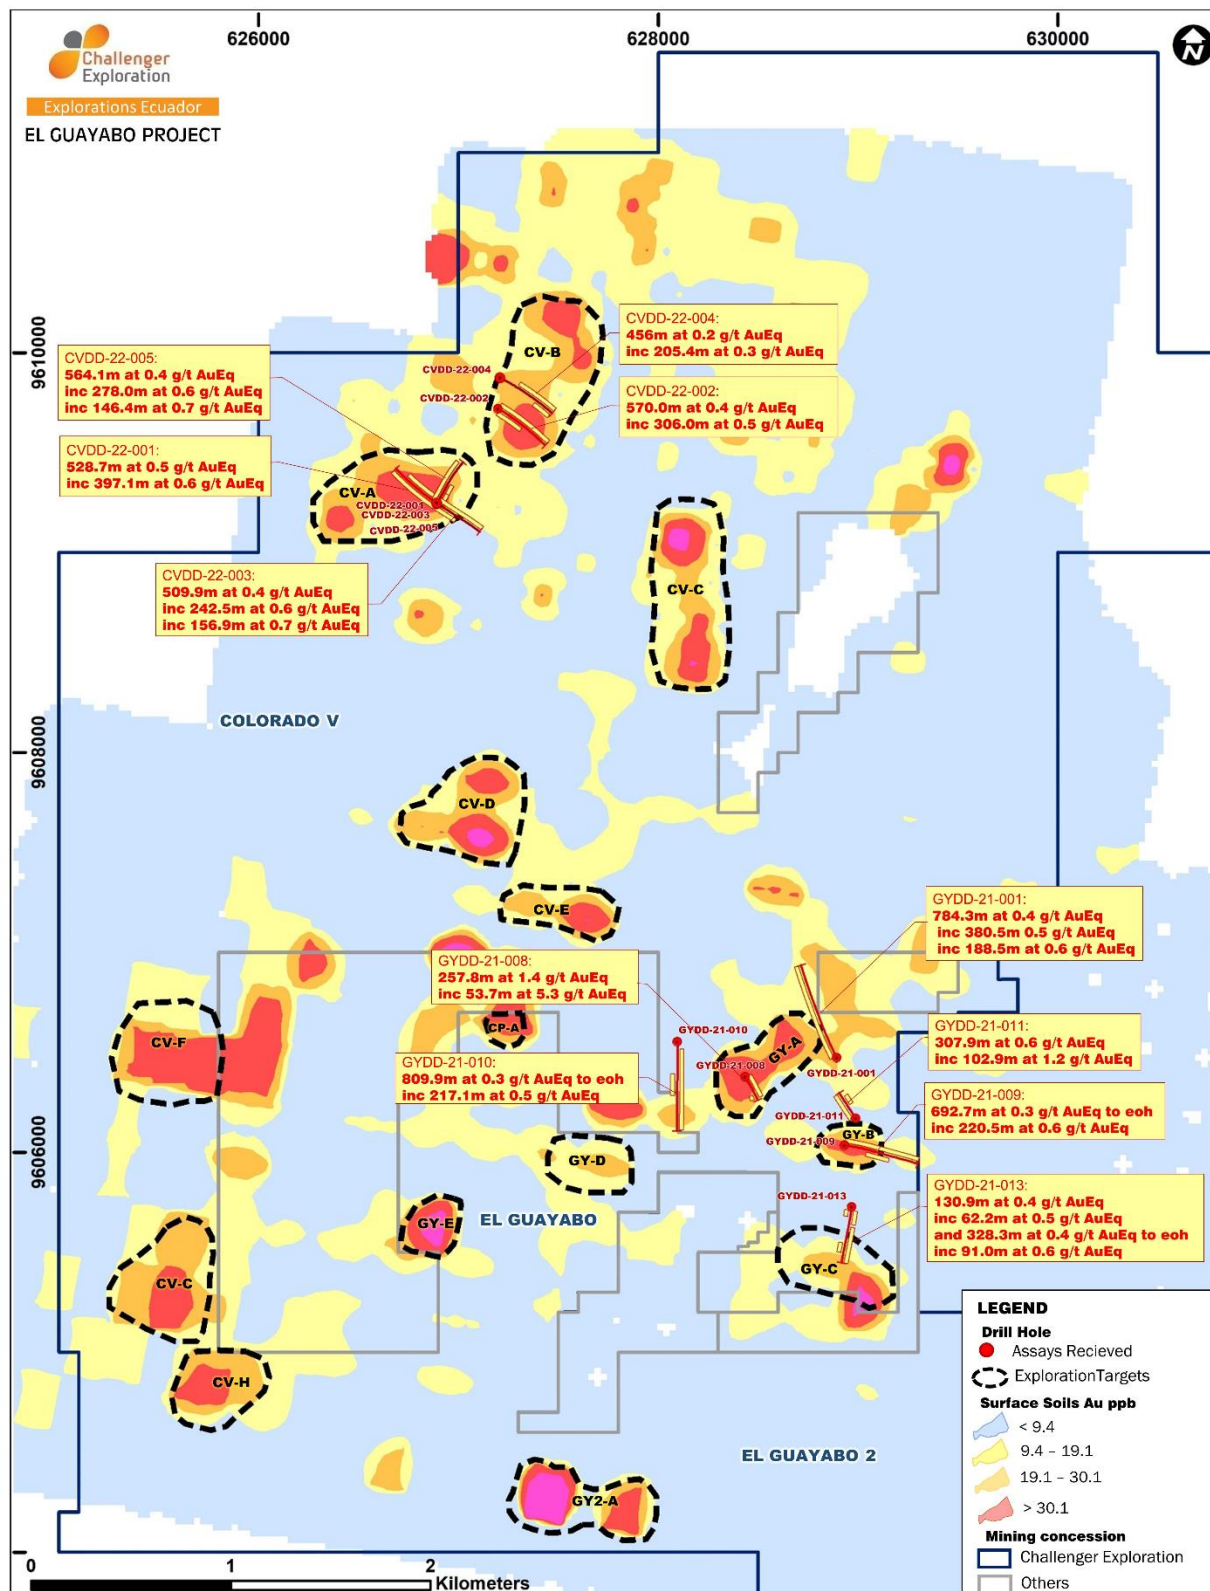 626000
628000
630000
N
Challenger
Exploration
Explorations Ecuador
EL GUAYABO PROJECT
9610000
9608000
9606000
CVDD-22-004:
456m at 0.2 g/t AuEq
inc 205.4m at 0.3 g/t AuEq
CV-B
CVDD-22-004
CVDD-22-005:
564.1m at 0.4 g/t AuEq
inc 278.0m at 0.6 g/t AuEq
inc 146.4m at 0.7 g/t AuEq
CVDD-22-002
CVDD-22-002:
570.0m at 0.4 g/t AuEq
inc 306.0m at 0.5 g/t AuEq
CVDD-22-001:
528.7m at 0.5 g/t AuEq
inc 397.1m at 0.6 g/t AuEq
CV-A
CVDD-22-001
CVDD-22-003
CVDD-22-005
CVDD-22-003:
509.9m at 0.4 g/t AuEq
inc 242.5m at 0.6 g/t AuEq
inc 156.9m at 0.7 g/t AuEq
CV-C
COLORADO V
CV-D
CV-E
GYDD-21-001:
784.3m at 0.4 g/t AuEq
inc 380.5m 0.5 g/t AuEq
inc 188.5m at 0.6 g/t AuEq
GYDD-21-008:
257.8m at 1.4 g/t AuEq
inc 53.7m at 5.3 g/t AuEq
CV-F
CP-A
GYDD-21-010
GY-A
GYDD-21-008
GYDD-21-001
GYDD-21-011:
307.9m at 0.6 g/t AuEq
inc 102.9m at 1.2 g/t AuEq
GYDD-21-010:
809.9m at 0.3 g/t AuEq to eoh
inc 217.1m at 0.5 g/t AuEq
GYDD-21-011
GYDD-21-009:
692.7m at 0.3 g/t AuEq to eoh
inc 220.5m at 0.6 g/t AuEq
GY-B
GYDD-21-009
GY-D
GYDD-21-013:
130.9m at 0.4 g/t AuEq
inc 62.2m at 0.5 g/t AuEq
and 328.3m at 0.4 g/t AuEq to eoh
inc 91.0m at 0.6 g/t AuEq
GYDD-21-013
GY-E
EL GUAYABO
GY-C
CV-C
CV-H
EL GUAYABO 2
GY2-A
LEGEND
Drill Hole
Assays Recieved
ExplorationTargets
Surface Soils Au ppb
< 9.4
9.4 – 19.1
19.1 – 30.1
> 30.1
Mining concession
Challenger Exploration
Others
0
1
2
Kilometers